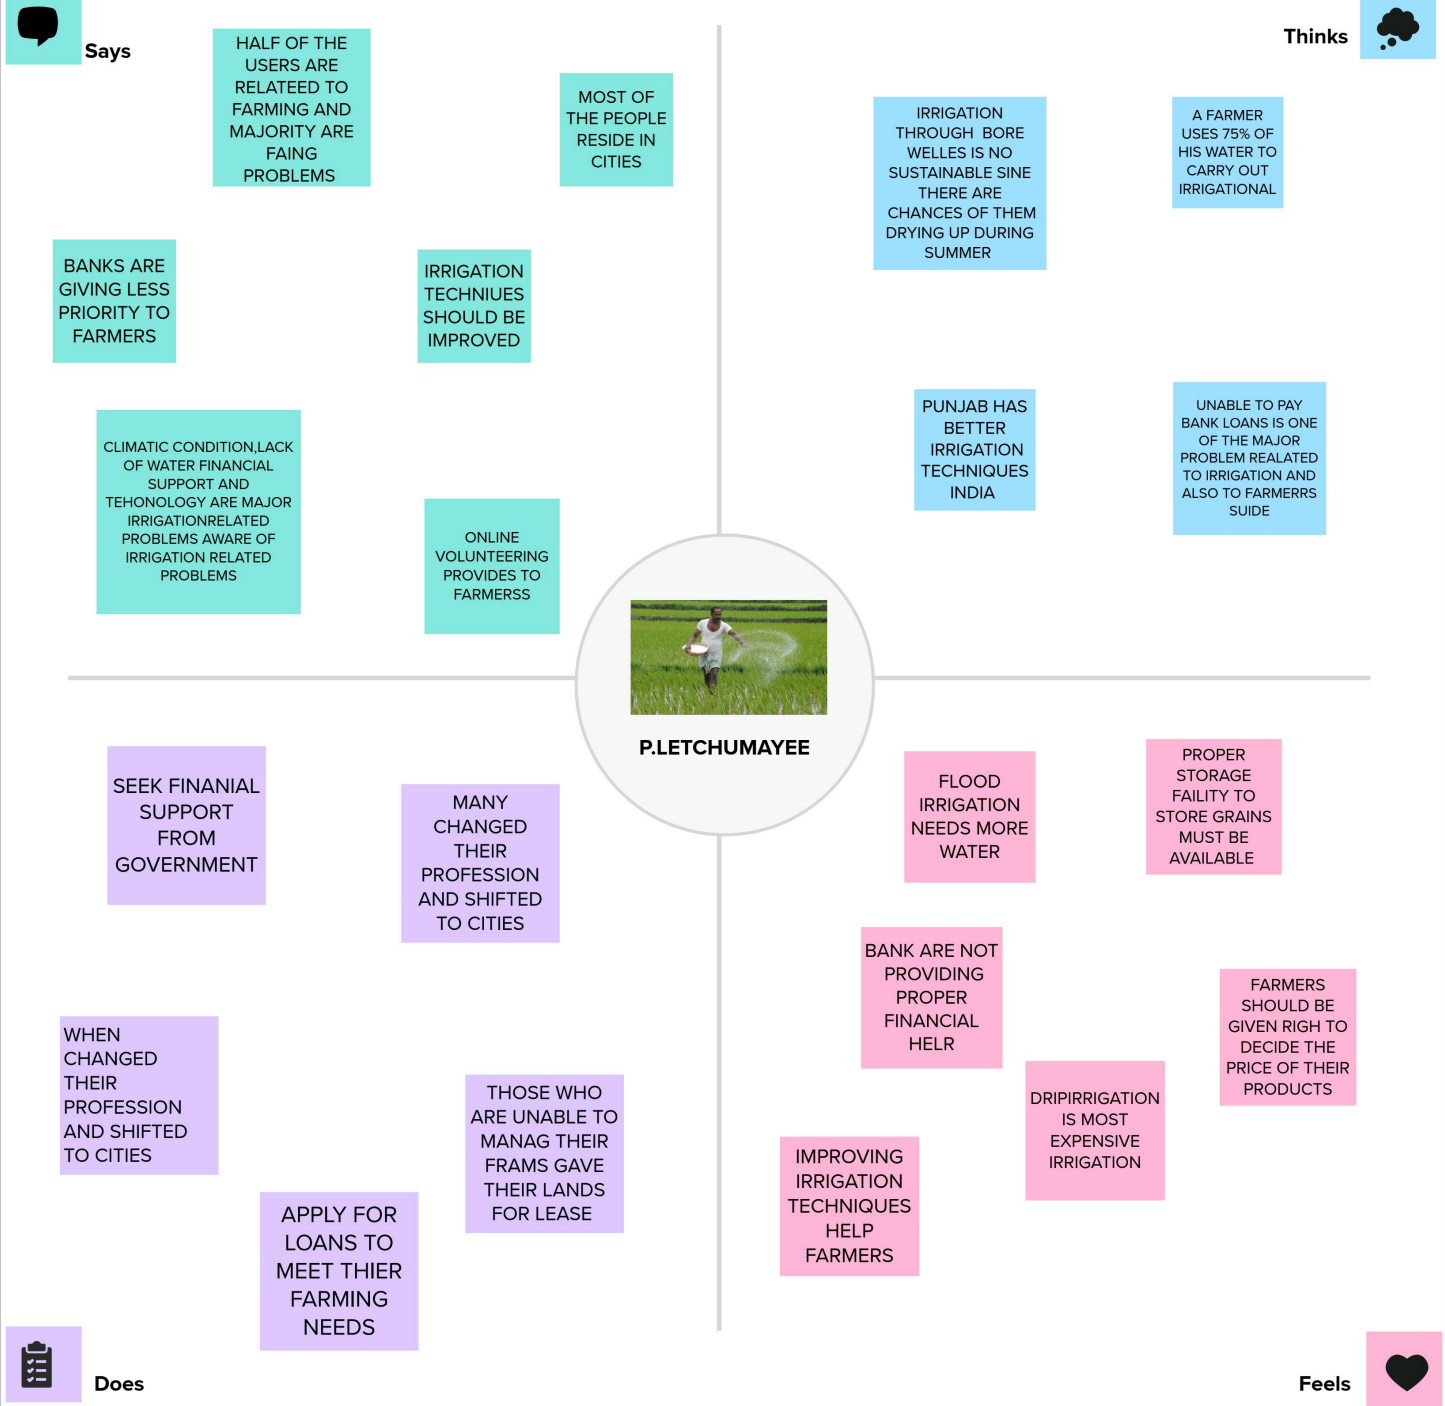 Says
HALF OF THE
USERS ARE
RELATEED TO
FARMING AND
MAJORITY ARE
FAING
PROBLEMS
MOST OF
THE PEOPLE
RESIDE IN
CITIES
BANKS ARE
GIVING LESS
PRIORITY TO
FARMERS
IRRIGATION
TECHNIUES
SHOULD BE
IMPROVED
CLIMATIC CONDITION,LACK
OF WATER FINANCIAL
SUPPORT AND
TEHONOLOGY ARE MAJOR
IRRIGATIONRELATED
PROBLEMS AWARE OF
IRRIGATION RELATED
PROBLEMS
ONLINE
VOLUNTEERING
PROVIDES TO
FARMERSS
Thinks
IRRIGATION
THROUGH BORE
WELLES IS NO
SUSTAINABLE SINE
THERE ARE
CHANCES OF THEM
DRYING UP DURING
SUMMER
A FARMER
USES 75% OF
HIS WATER TO
CARRY OUT
IRRIGATIONAL
PUNJAB HAS
BETTER
IRRIGATION
TECHNIQUES
INDIA
UNABLE TO PAY
BANK LOANS IS ONE
OF THE MAJOR
PROBLEM REALATED
TO IRRIGATION AND
ALSO TO FARMERRS
SUIDE
P.LETCHUMAYEE
SEEK FINANIAL
SUPPORT
FROM
GOVERNMENT
MANY
CHANGED
THEIR
PROFESSION
AND SHIFTED
TO CITIES
WHEN
CHANGED
THEIR
PROFESSION
AND SHIFTED
TO CITIES
THOSE WHO
ARE UNABLE TO
MANAG THEIR
FRAMS GAVE
THEIR LANDS
FOR LEASE
APPLY FOR
LOANS TO
MEET THIER
FARMING
NEEDS
Does
FLOOD
IRRIGATION
NEEDS MORE
WATER
PROPER
STORAGE
FAILITY TO
STORE GRAINS
MUST BE
AVAILABLE
BANK ARE NOT
PROVIDING
PROPER
FINANCIAL
HELR
FARMERS
SHOULD BE
GIVEN RIGH TO
DECIDE THE
PRICE OF THEIR
PRODUCTS
DRIPIRRIGATION
IS MOST
EXPENSIVE
IRRIGATION
IMPROVING
IRRIGATION
TECHNIQUES
HELP
FARMERS
Feels